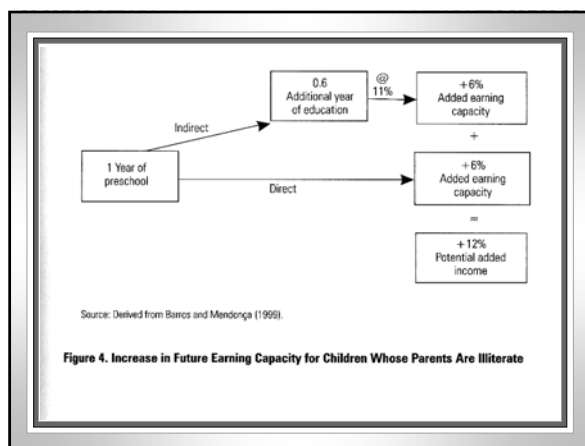 0.6
Additional year
of education
@
11%
+6%
Added earning
capacity
Indirect
+
1 Year of
preschool
Direct
+6%
Added earning
capacity
=
+12%
Potential added
income
Source: Derived from Barros and Mendonça (1999).
Figure 4. Increase in Future Earning Capacity for Children Whose Parents Are Illiterate